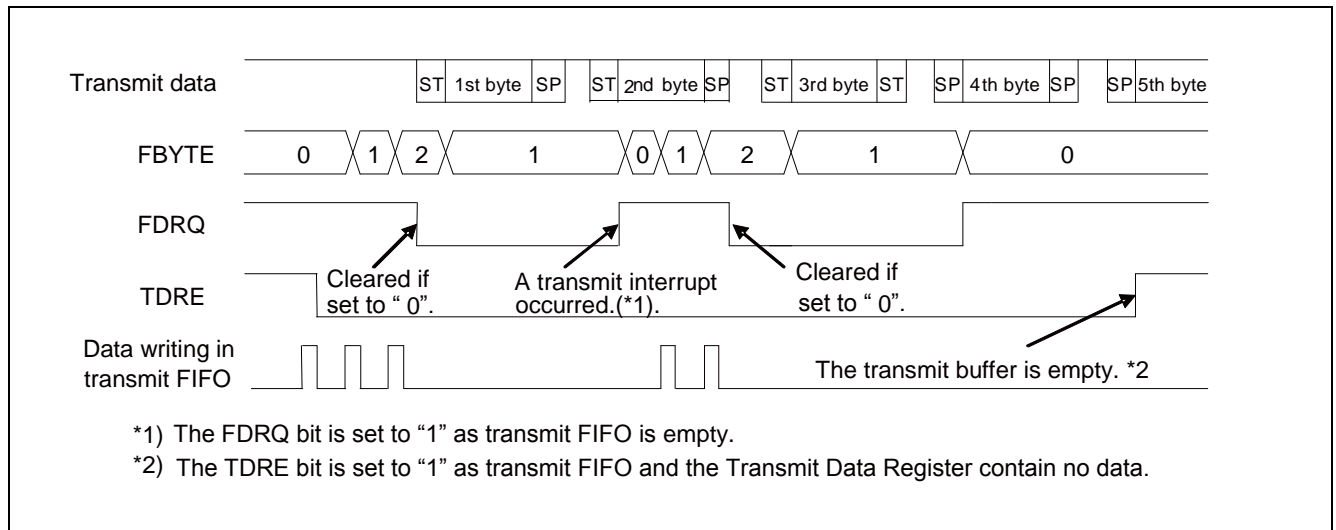 Transmit data ST 1st byte SP ST 2nd byte SP ST 3rd byte ST SP 4th byte SP SP 5th byte
FBYTE 0 1 2 1 0 1 2 1 0
FDRQ
Cleared if
set to “ 0”.
A transmit interrupt
occurred.(*1).
Cleared if
set to “ 0”.
TDRE
Data writing in
transmit FIFO
The transmit buffer is empty. *2
*1) The FDRQ bit is set to “1” as transmit FIFO is empty.
*2) The TDRE bit is set to “1” as transmit FIFO and the Transmit Data Register contain no data.